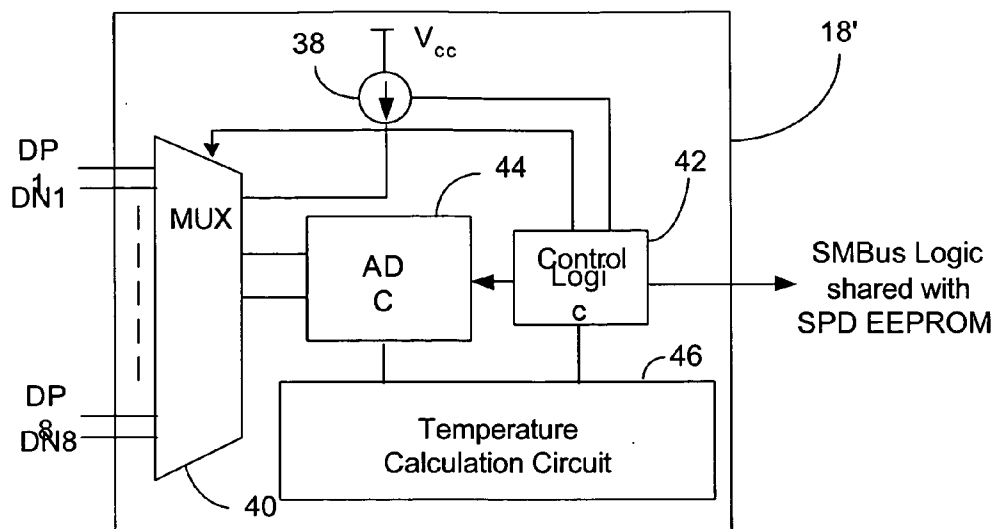 38
Vcc
18'
DP
1
DN1
MUX
44
42
AD
C
Control
Logi
c
SMBus Logic
shared with
SPD EEPROM
46
DP
8
DN8
Temperature
Calculation Circuit
40